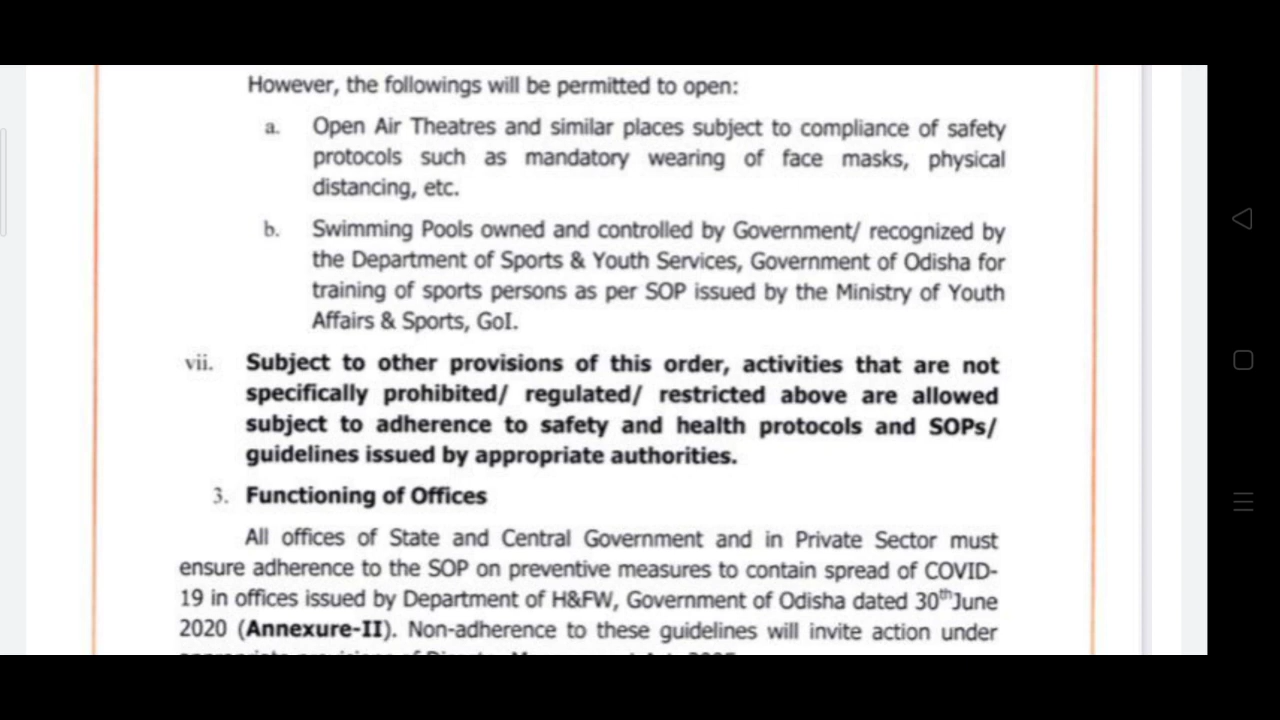 However, the followings will be permitted to open:
a. Open Air Theatres and similar places subject to compliance of safety
protocols such as mandatory wearing of face masks, physical
distancing, etc.
b. Swimming Pools owned and controlled by Government/ recognized by
the Department of Sports & Youth Services, Government of Odisha for
training of sports persons as per SOP issued by the Ministry of Youth
Affairs & Sports, GoI.
vii. Subject to other provisions of this order, activities that are not
specifically prohibited/ regulated/ restricted above are allowed
subject to adherence to safety and health protocols and SOPs/
guidelines issued by appropriate authorities.
3. Functioning of Offices
All offices of State and Central Government and in Private Sector must
ensure adherence to the SOP on preventive measures to contain spread of COVID-
19 in offices issued by Department of H&FW, Government of Odisha dated 30th June
2020 (Annexure-II). Non-adherence to these guidelines will invite action under